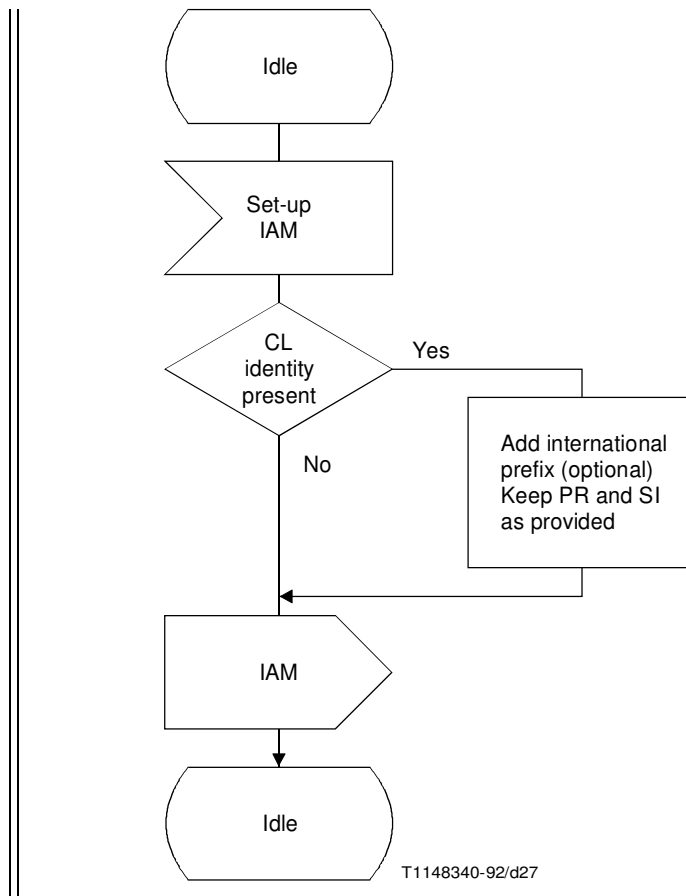 Idle
Set-up
IAM
CL
identity
present
Yes
No
Add international
prefix (optional)
Keep PR and SI
as provided
IAM
Idle
T1148340-92/d27